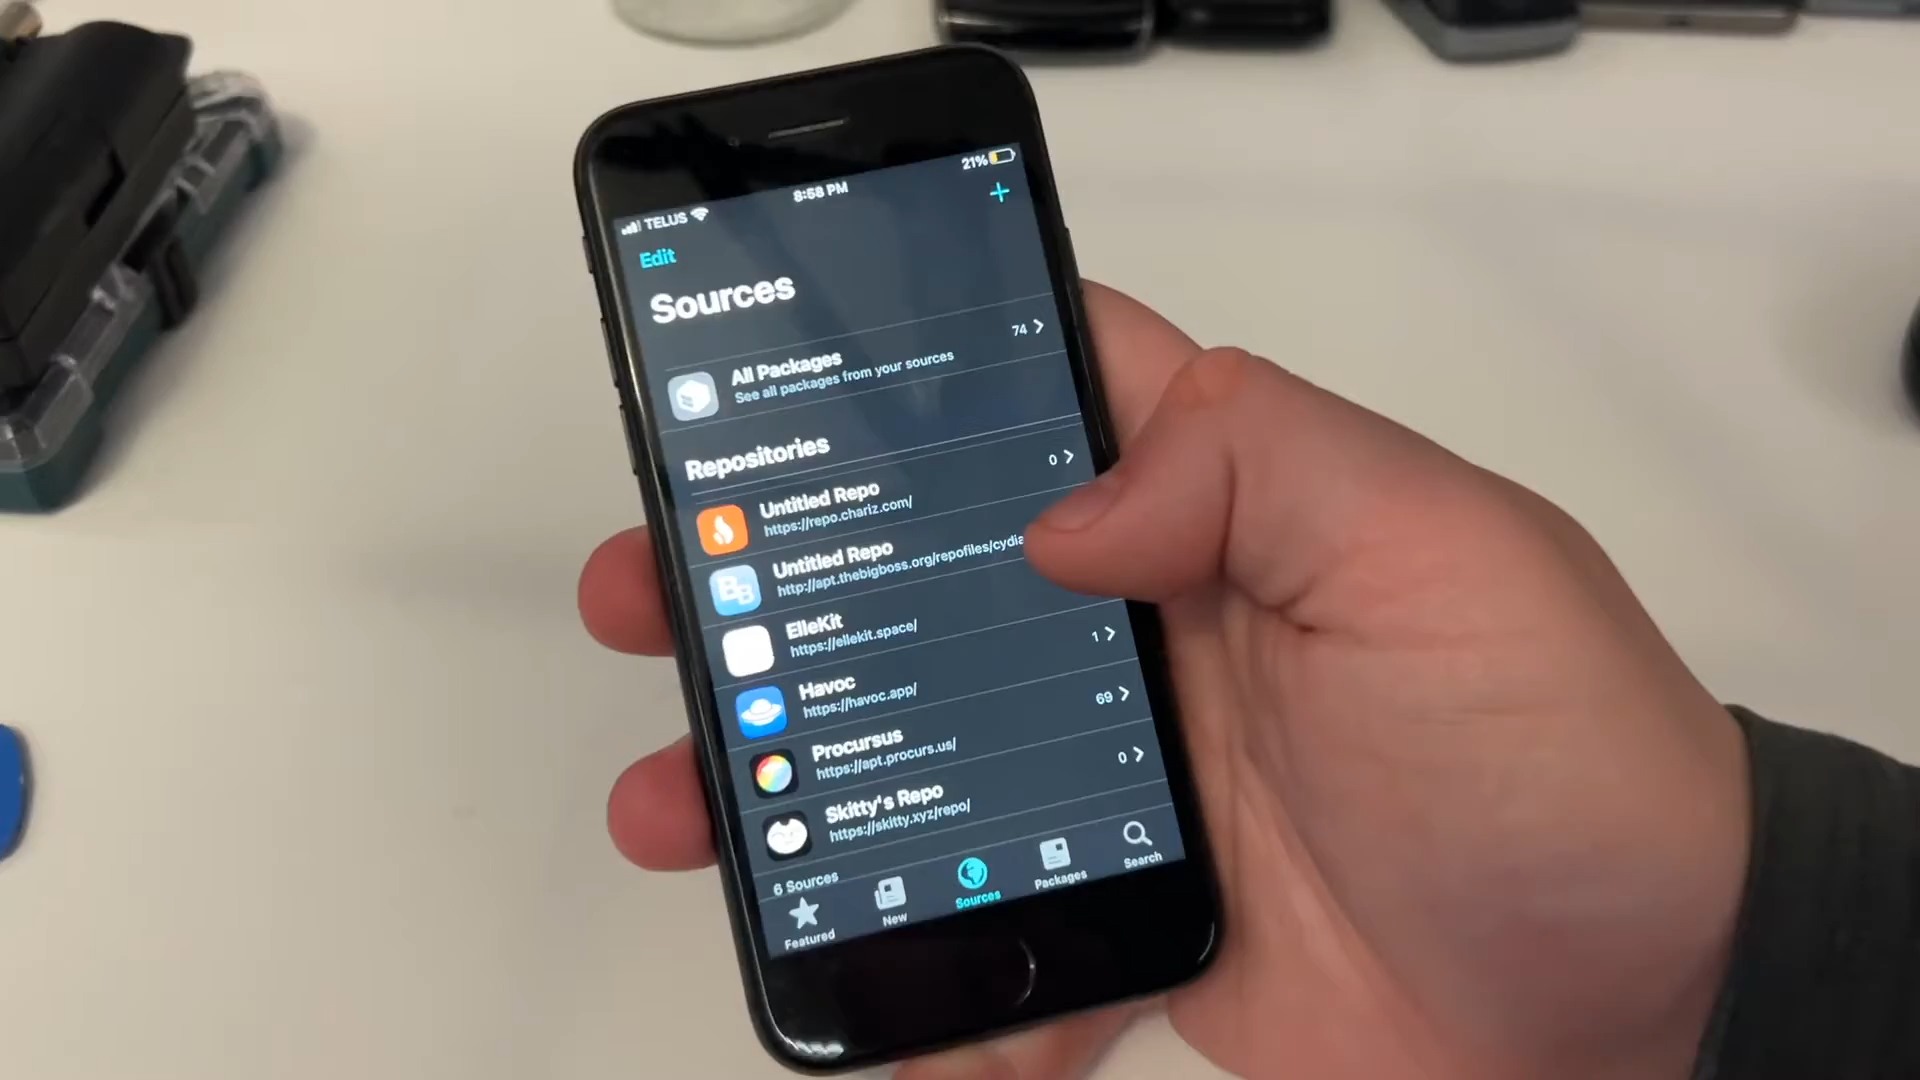 TELUS
8:58 PM
21%
+
Edit
Sources
All Packages
See all packages from your sources
74
Repositories
Untitled Repo
https://repo.chariz.com/
0
Untitled Repo
http://apt.thebigboss.org/repofiles/cydia
ElleKit
https://ellekit.space/
1
Havoc
https://havoc.app/
69
Procursus
https://apt.procurs.us/
0
Skitty's Repo
https://skitty.xyz/repo/
6 Sources
Featured
New
Sources
Packages
Search
BB